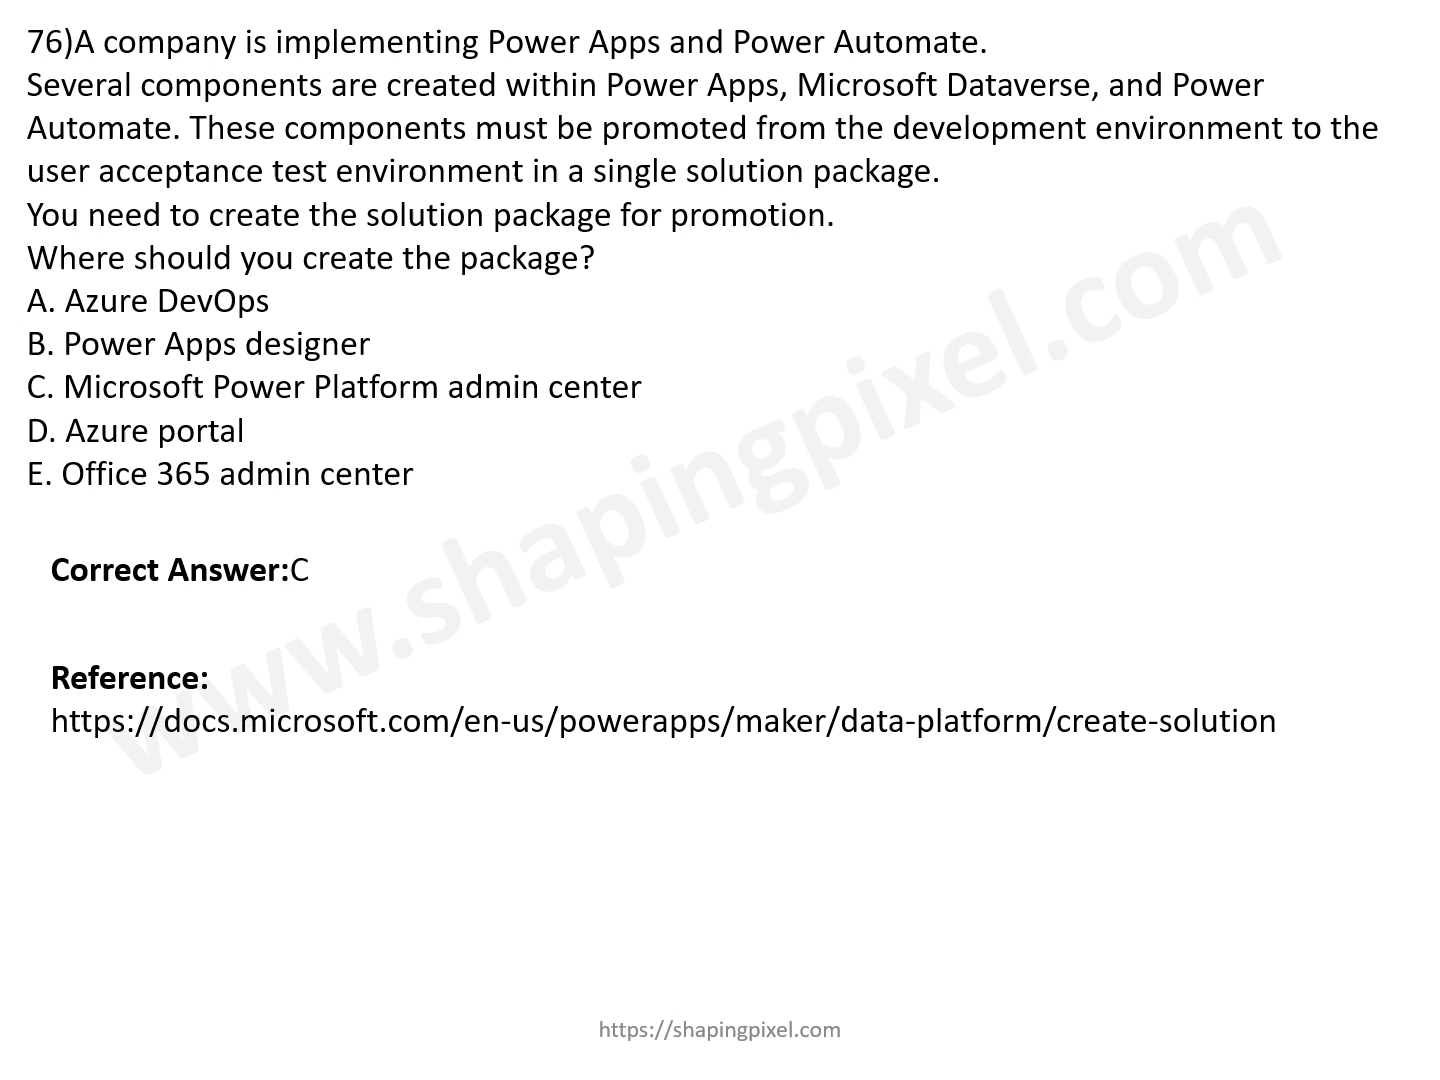 76)A company is implementing Power Apps and Power Automate.
Several components are created within Power Apps, Microsoft Dataverse, and Power
Automate. These components must be promoted from the development environment to the
user acceptance test environment in a single solution package.
You need to create the solution package for promotion.
Where should you create the package?
A. Azure DevOps
B. Power Apps designer
C. Microsoft Power Platform admin center
D. Azure portal
E. Office 365 admin center
Correct Answer:C
Reference:
https://docs.microsoft.com/en-us/powerapps/maker/data-platform/create-solution
www.shapingpixel.com
https://shapingpixel.com